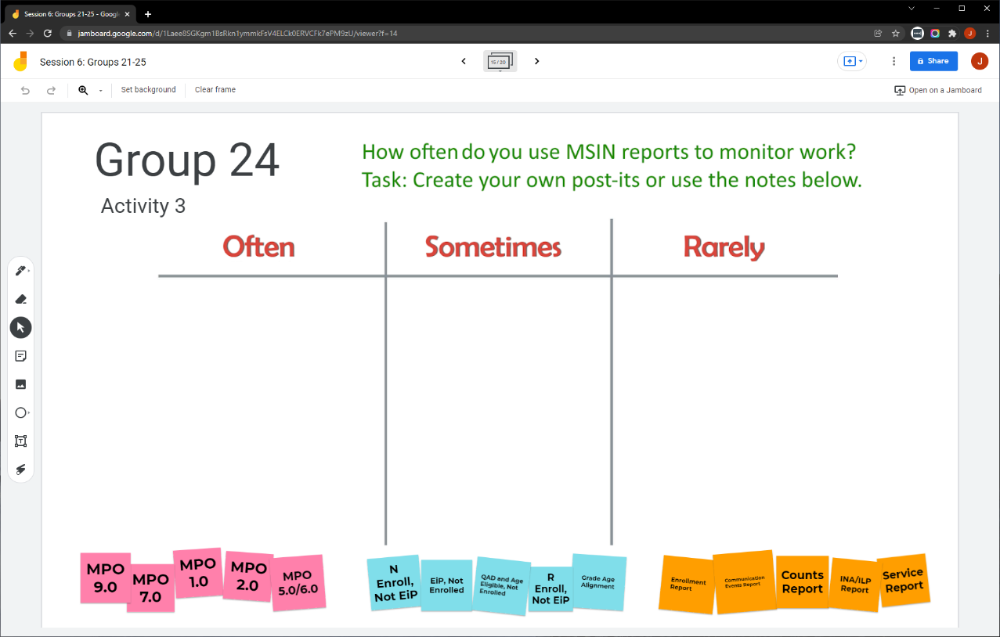 Session 6: Groups 21-25 - Googl
jamboard.google.com/d/1Laee8SGKgm1BsRkn1ymmkFsV4ELCk0ERVCFk7ePM9zU/viewer?f=14
Session 6: Groups 21-25
15 / 20
Share
J
Set background
Clear frame
Open on a Jamboard
Group 24
Activity 3
How often do you use MSIN reports to monitor work?
Task: Create your own post-its or use the notes below.
Often
Sometimes
Rarely
MPO
9.0
MPO
7.0
MPO
1.0
MPO
2.0
MPO
5.0/6.0
N
Enroll,
Not EiP
EiP, Not
Enrolled
QAD and Age
Eligible, Not
Enrolled
R
Enroll,
Not EiP
Grade Age
Alignment
Enrollment
Report
Communication
Events Report
Counts
Report
INA/ILP
Report
Service
Report